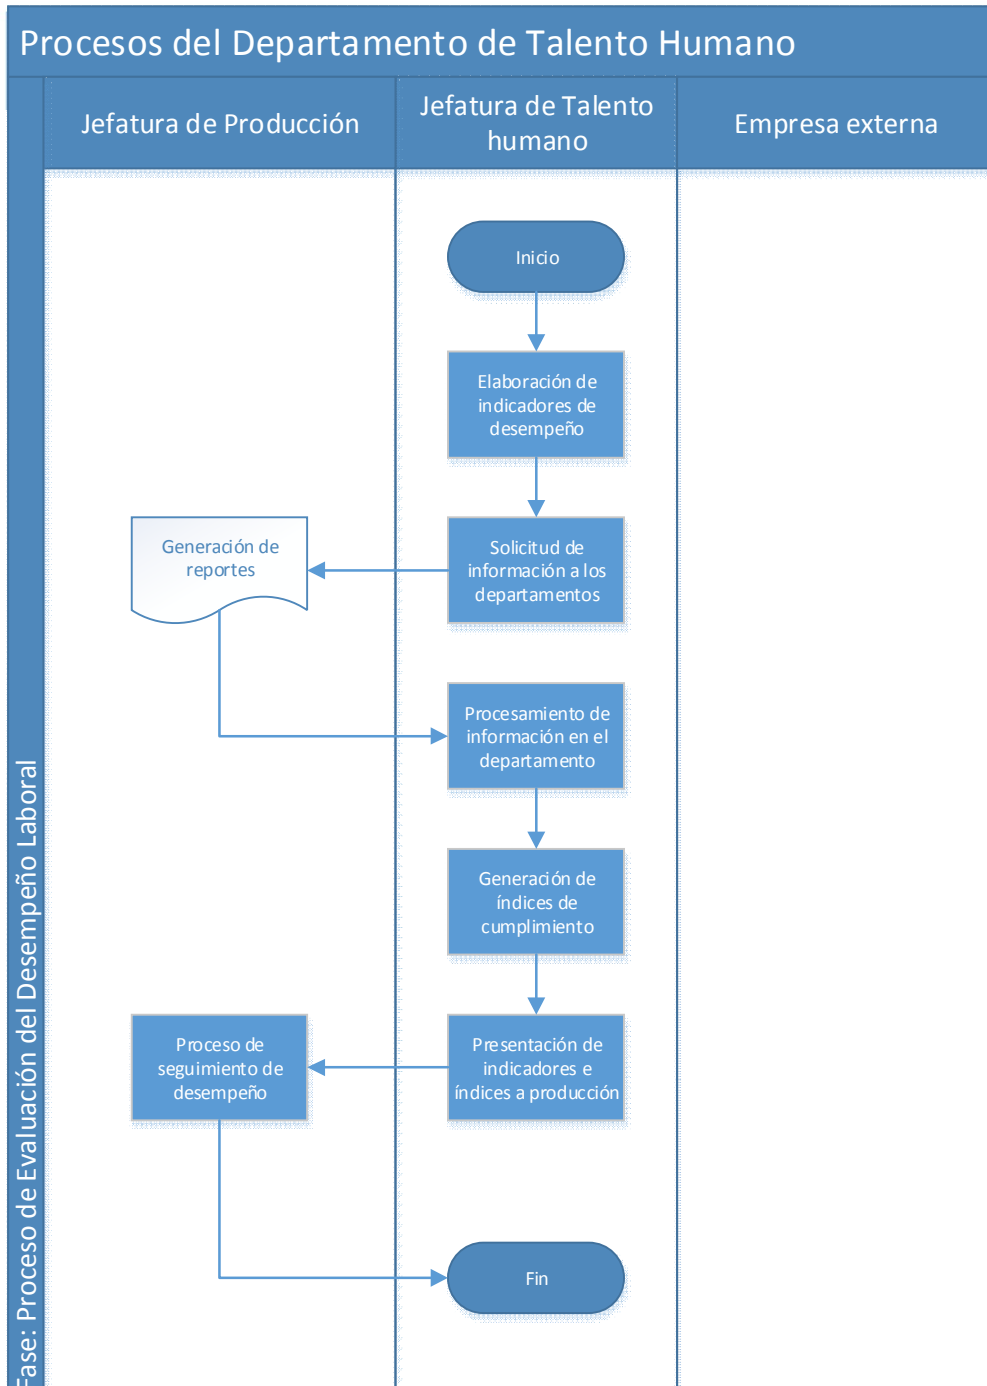 Procesos del Departamento de Talento Humano
Jefatura de Producción
Jefatura de Talento
humano
Empresa externa
Fase: Proceso de Evaluación del Desempeño Laboral
Inicio
Elaboración de
indicadores de
desempeño
Solicitud de
información a los
departamentos
Generación de
reportes
Procesamiento de
información en el
departamento
Generación de
índices de
cumplimiento
Presentación de
indicadores e
índices a producción
Proceso de
seguimiento de
desempeño
Fin